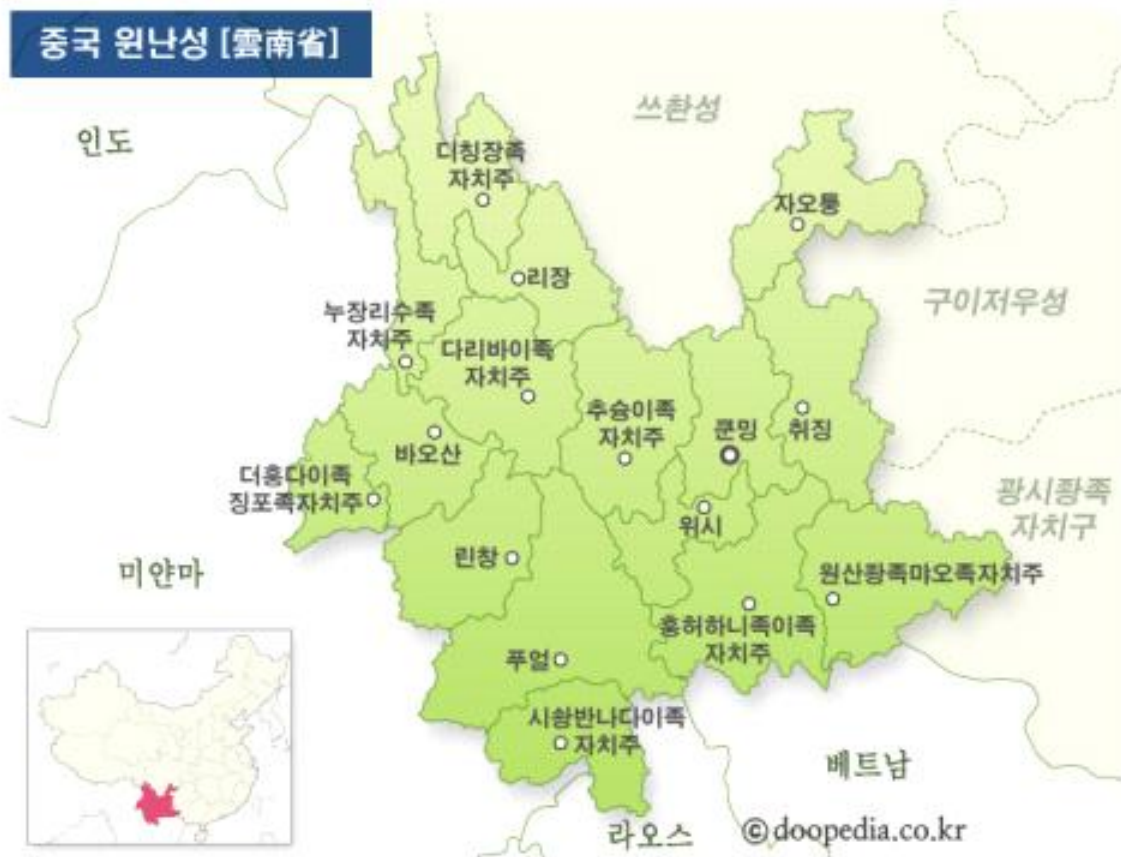 중국 윈난성 [雲南省]
인도
쓰촨성
디칭장족
자치주
자오퉁
리장
구이저우성
누장리수족
자치주
다리바이족
자치주
추슝이족
자치주
쿤밍
취징
바오산
더훙다이족
징포족자치주
광시좡족
자치구
위시
린창
미얀마
원산좡족먀오족자치주
훙허하니족이족
자치주
푸얼
시솽반나다이족
자치주
베트남
라오스
©doopedia.co.kr